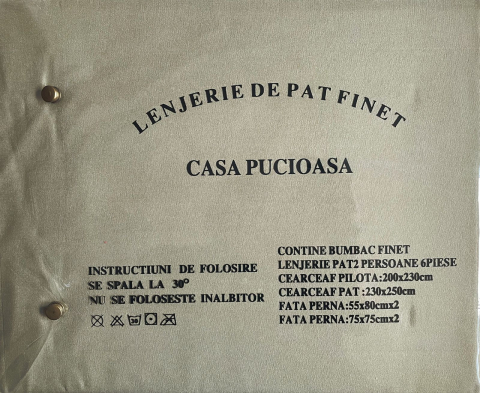 LENJERIE DE PAT FINET
CASA PUCIOASA
INSTRUCTIUNI DE FOLOSIRE
SE SPALA LA 30°
NU SE FOLOSESTE INALBITOR
CONTINE BUMBAC FINET
LENJERIE PAT2 PERSOANE 6PIESE
CEARCEAF PILOTA:200x230cm
CEARCEAF PAT :230x250cm
FATA PERNA:55x80cmx2
FATA PERNA:75x75cmx2